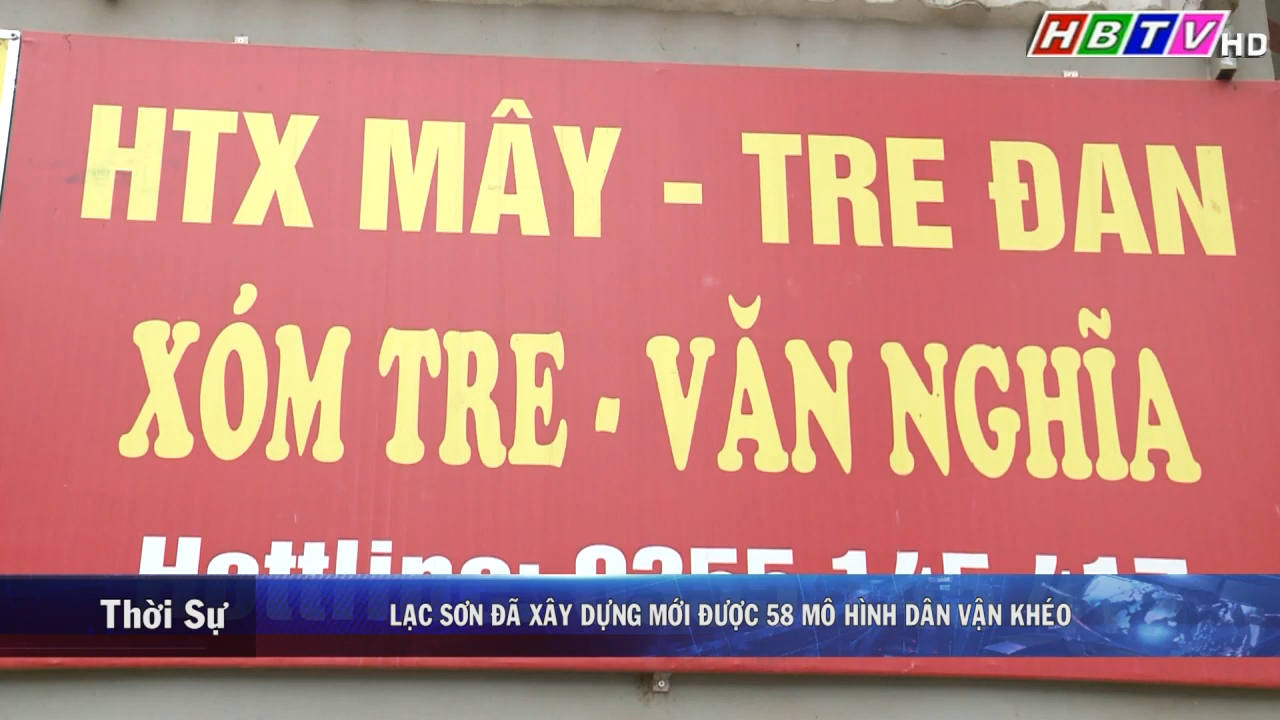 HBTV HD
HTX MÂY - TRE ĐAN
XÓM TRE - VĂN NGHĨA
Hottline:
Thời Sự
LẠC SƠN ĐÃ XÂY DỰNG MỚI ĐƯỢC 58 MÔ HÌNH DÂN VẬN KHÉO